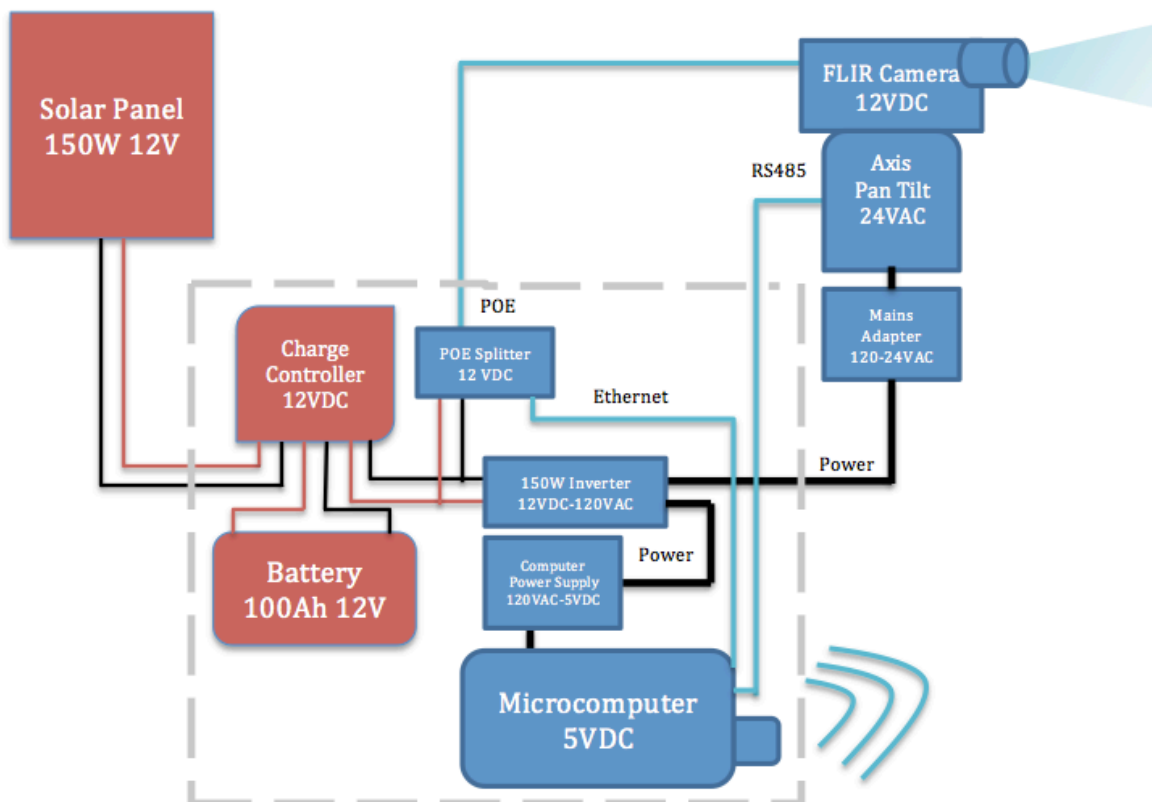 Solar Panel
150W 12V
FLIR Camera
12VDC
RS485
Axis
Pan Tilt
24VAC
POE
Mains
Adapter
120-24VAC
Charge
Controller
12VDC
POE Splitter
12 VDC
Ethernet
Power
150W Inverter
12VDC-120VAC
Power
Computer
Power Supply
120VAC-5VDC
Battery
100Ah 12V
Microcomputer
5VDC